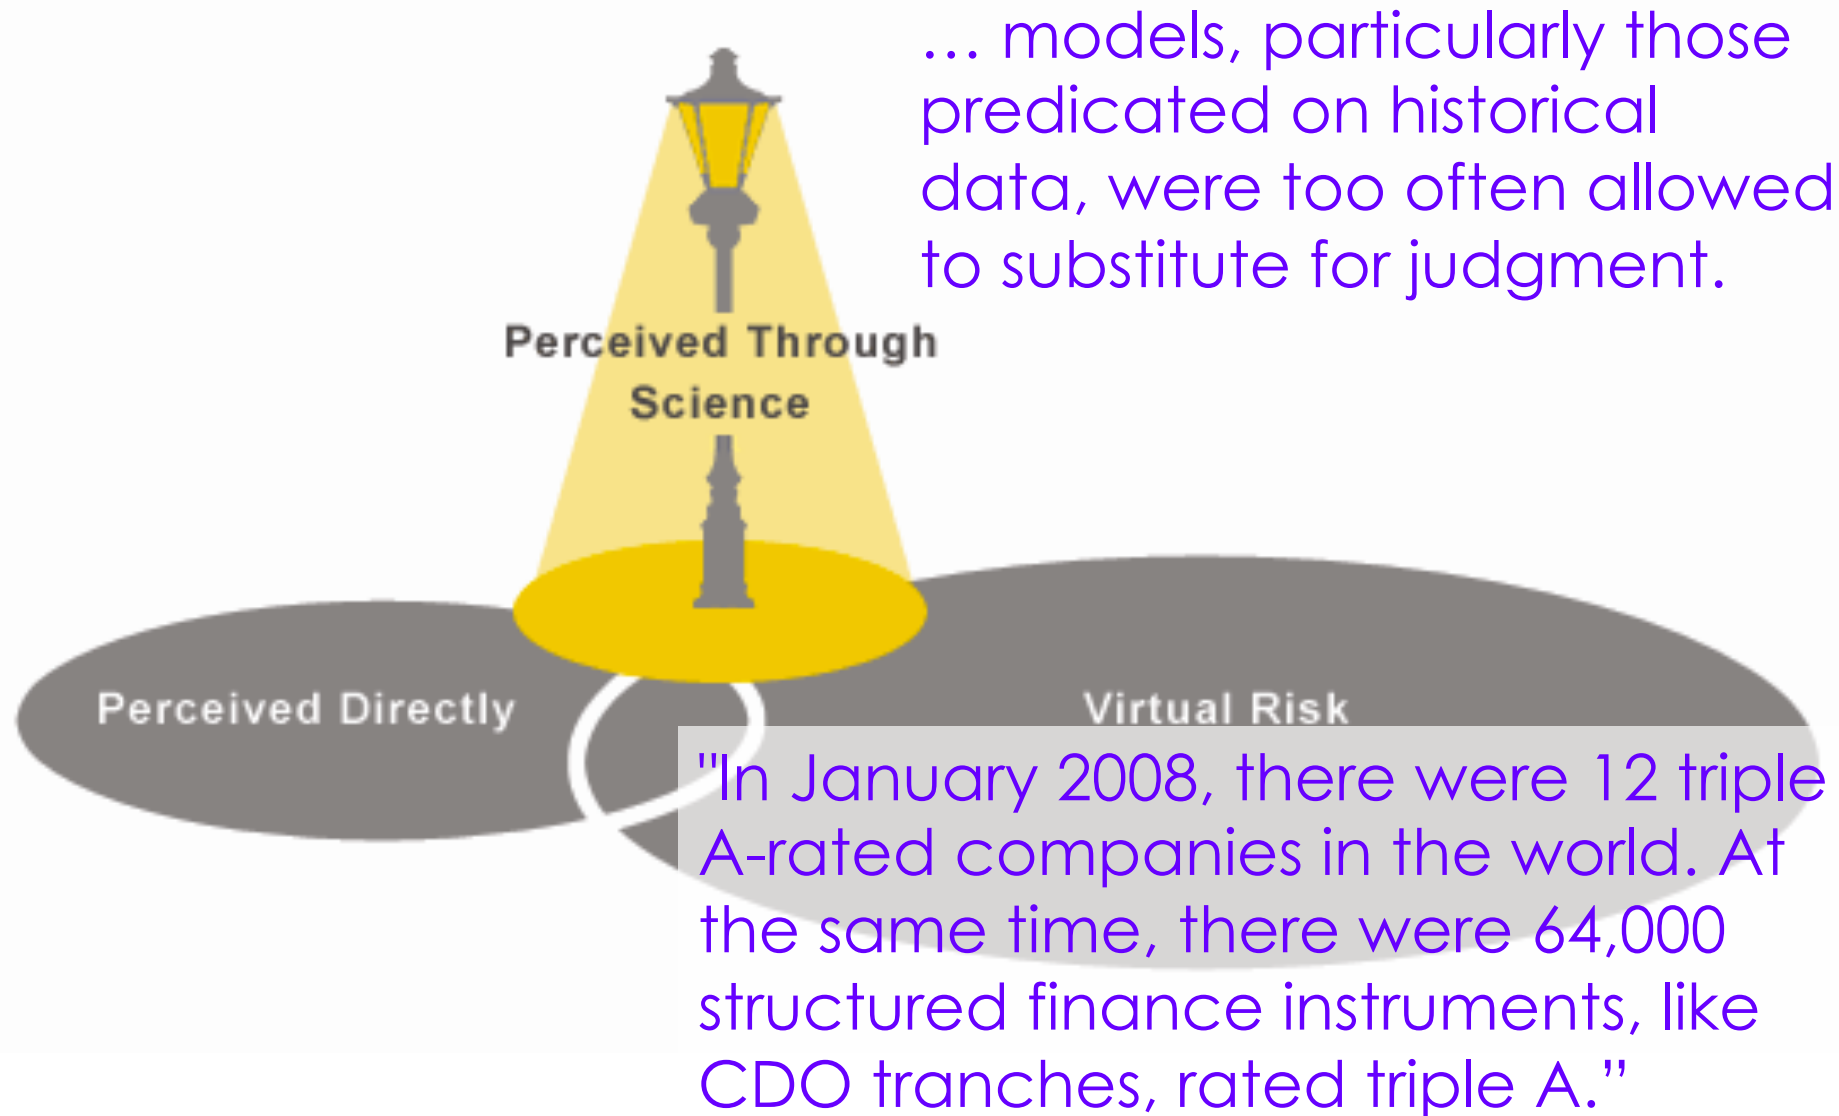 … models, particularly those
predicated on historical
data, were too often allowed
to substitute for judgment.
Perceived Through
Science
Perceived Directly
Virtual Risk
"In January 2008, there were 12 triple
A-rated companies in the world. At
the same time, there were 64,000
structured finance instruments, like
CDO tranches, rated triple A.”